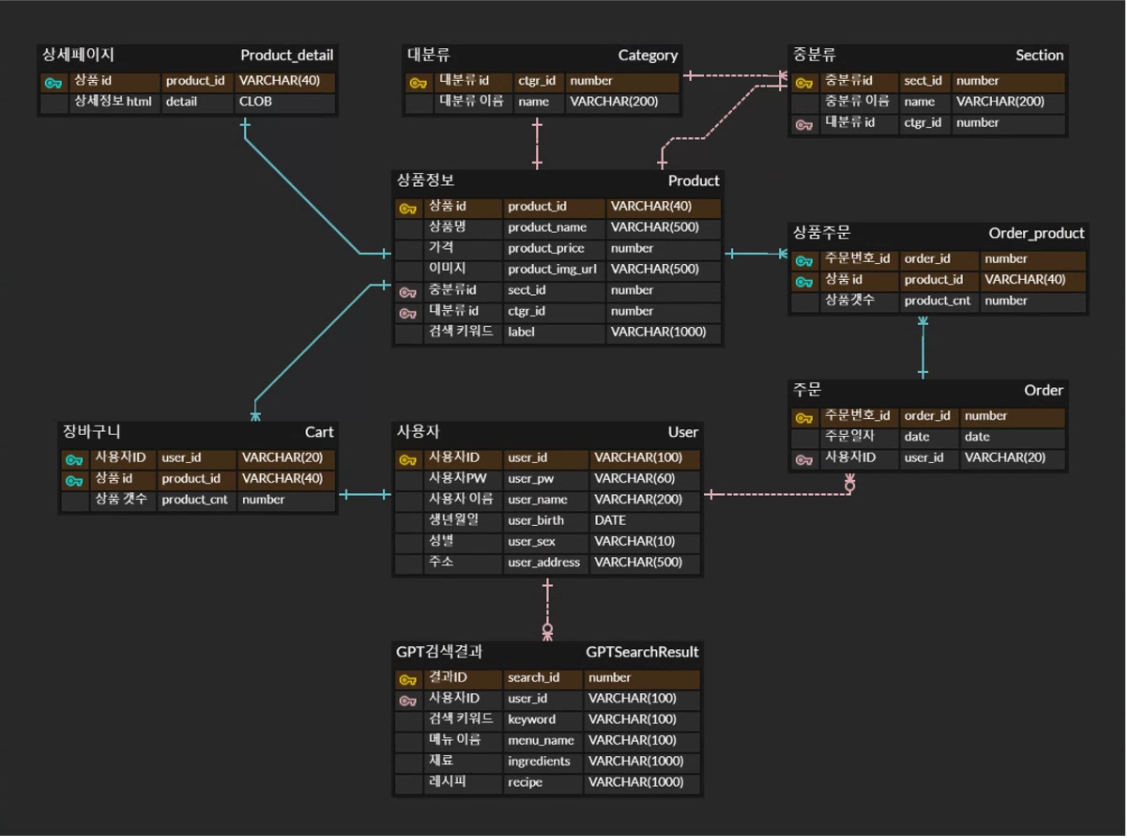 상세페이지 Product_detail
상품 id product_id VARCHAR(40)
상세정보 html detail CLOB
대분류 Category
대분류 id ctgr_id number
대분류 이름 name VARCHAR(200)
중분류 Section
중분류id sect_id number
중분류 이름 name VARCHAR(200)
대분류 id ctgr_id number
상품정보 Product
상품 id product_id VARCHAR(40)
상품명 product_name VARCHAR(500)
가격 product_price number
이미지 product_img_url VARCHAR(500)
중분류id sect_id number
대분류 id ctgr_id number
검색 키워드 label VARCHAR(1000)
상품주문 Order_product
주문번호_id order_id number
상품 id product_id VARCHAR(40)
상품갯수 product_cnt number
주문 Order
주문번호_id order_id number
주문일자 date date
사용자ID user_id VARCHAR(20)
장바구니 Cart
사용자ID user_id VARCHAR(20)
상품 id product_id VARCHAR(40)
상품 갯수 product_cnt number
사용자 User
사용자ID user_id VARCHAR(100)
사용자PW user_pw VARCHAR(60)
사용자 이름 user_name VARCHAR(200)
생년월일 user_birth DATE
성별 user_sex VARCHAR(10)
주소 user_address VARCHAR(500)
GPT검색결과 GPTSearchResult
결과ID search_id number
사용자ID user_id VARCHAR(100)
검색 키워드 keyword VARCHAR(100)
메뉴 이름 menu_name VARCHAR(100)
재료 ingredients VARCHAR(1000)
레시피 recipe VARCHAR(1000)